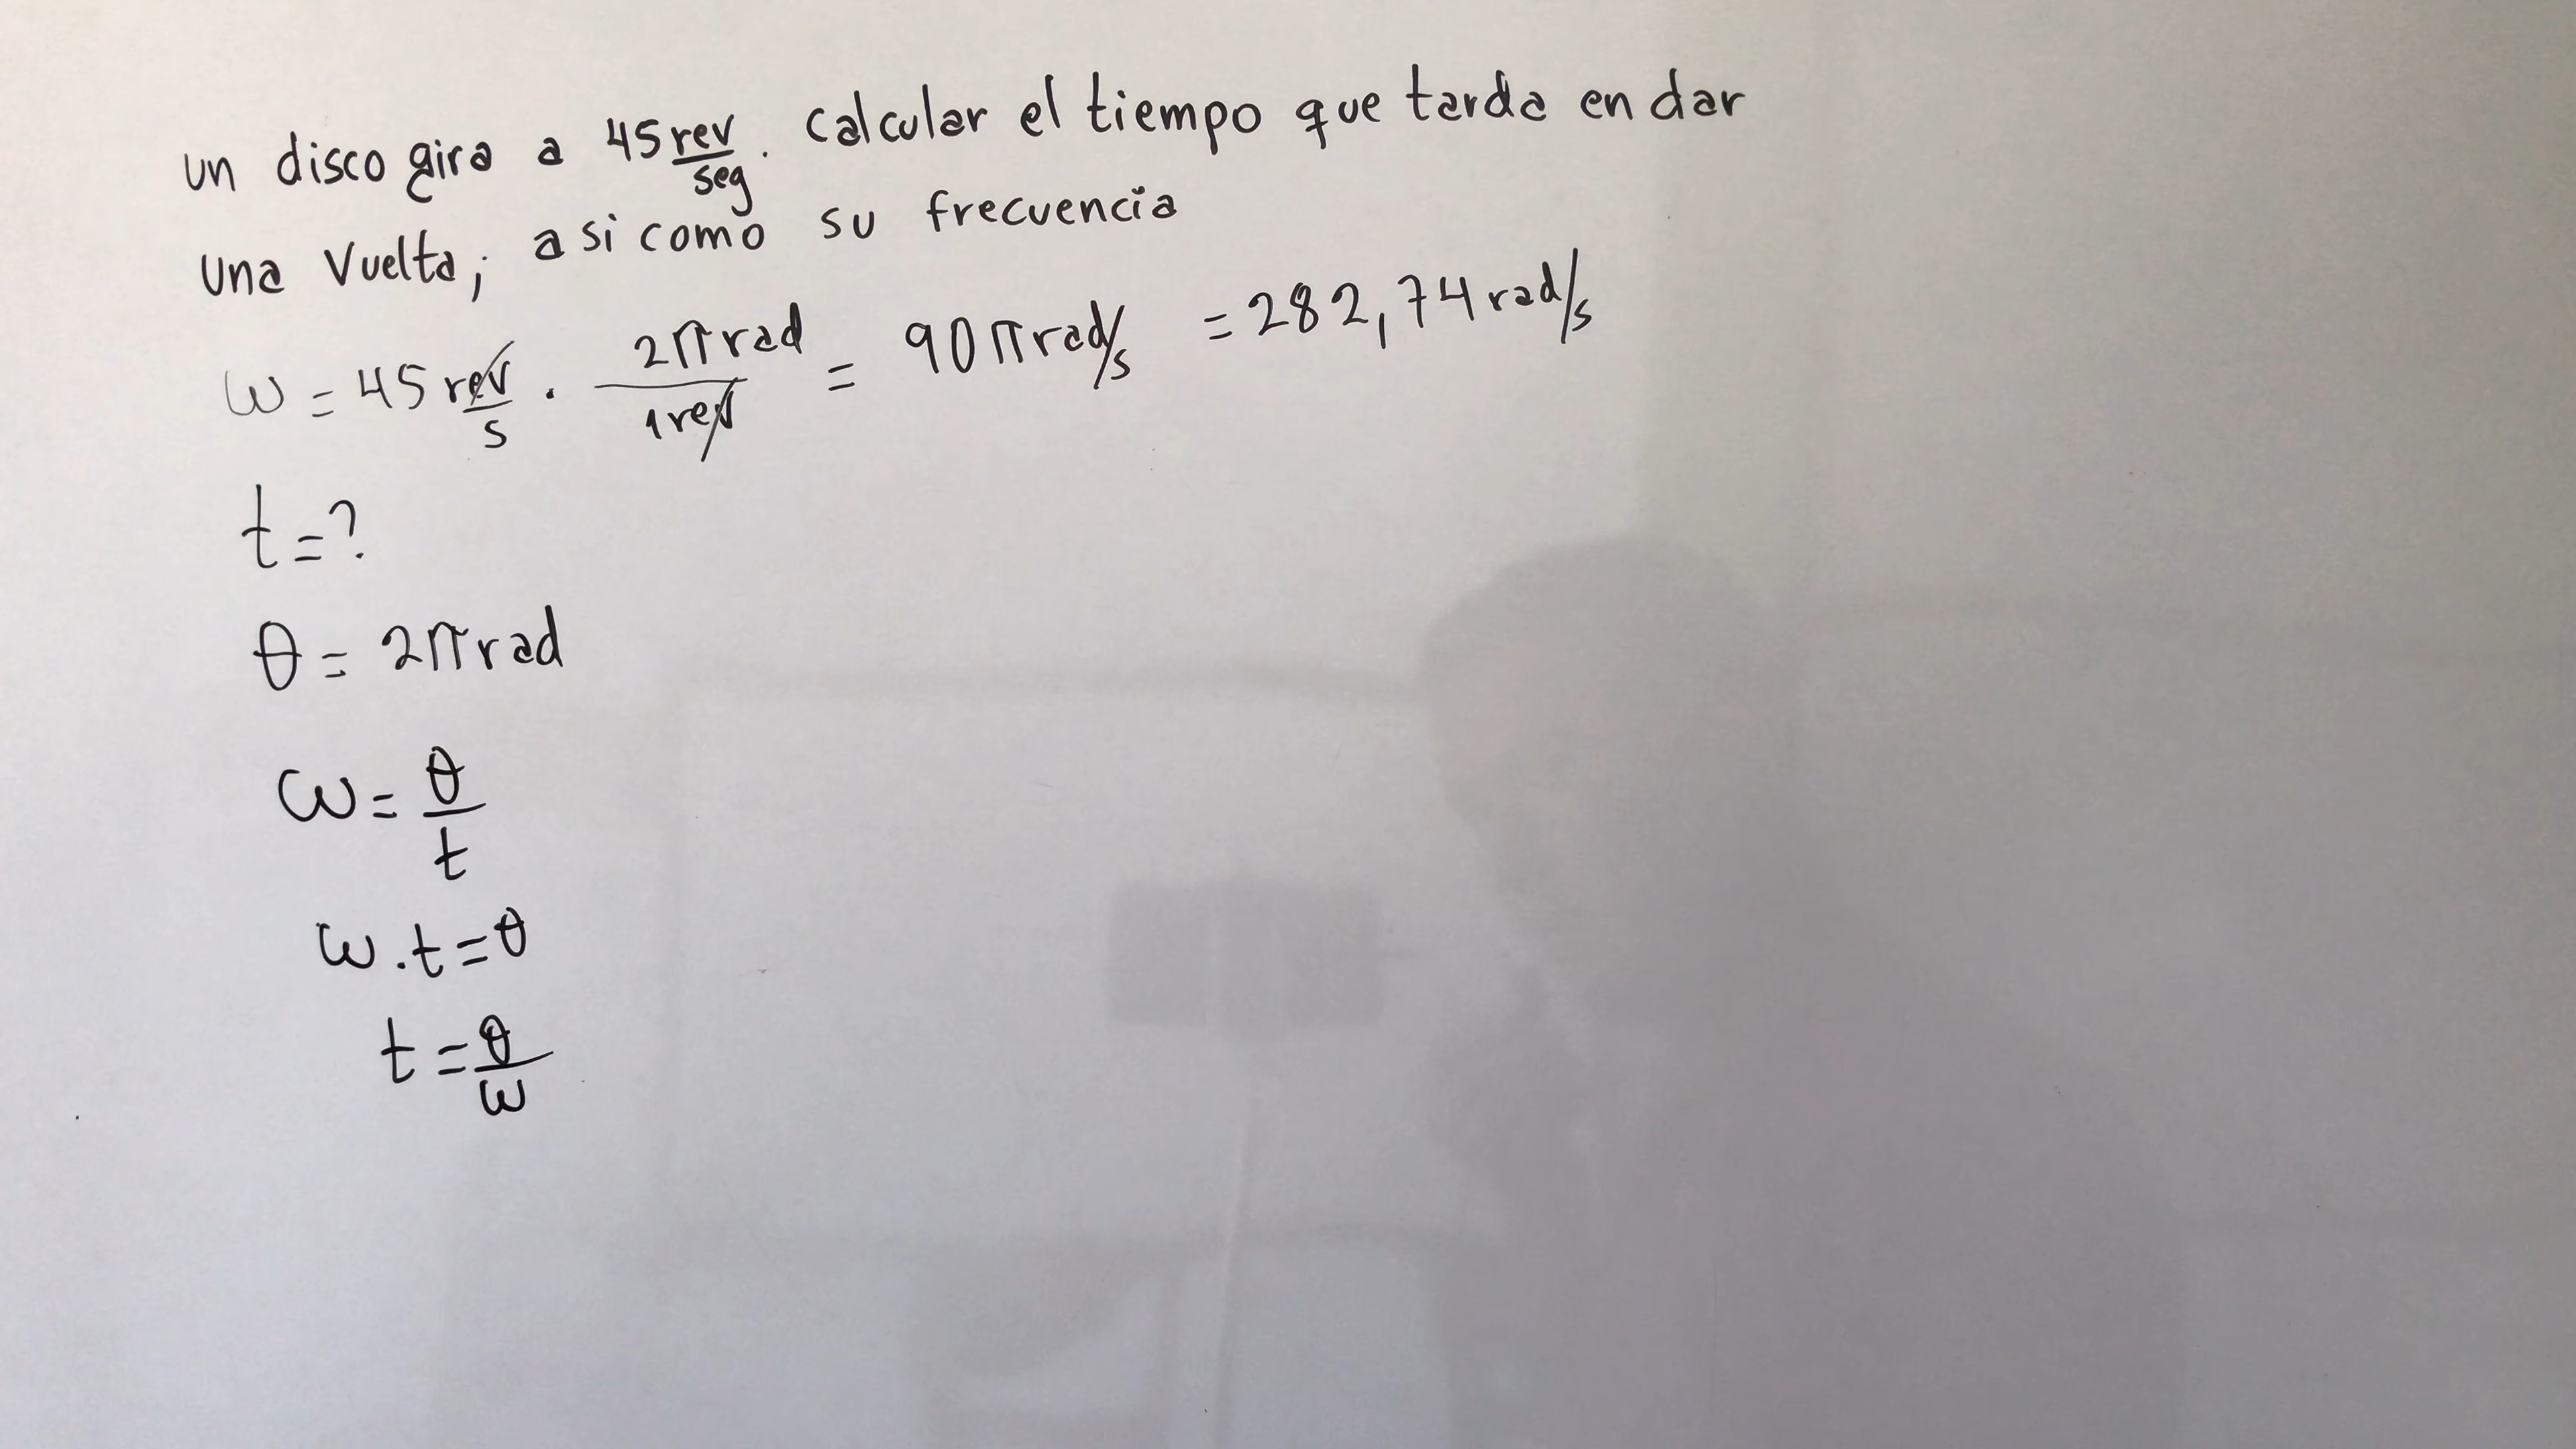 un disco gira a 45 rev/seg. calcular el tiempo que tarda en dar
una vuelta; asi como su frecuencia
ω = 45 rev/s . 2π rad/1 rev = 90π rad/s = 282,74 rad/s
t = ?
θ = 2π rad
ω = θ/t
ω . t = θ
t = θ/ω